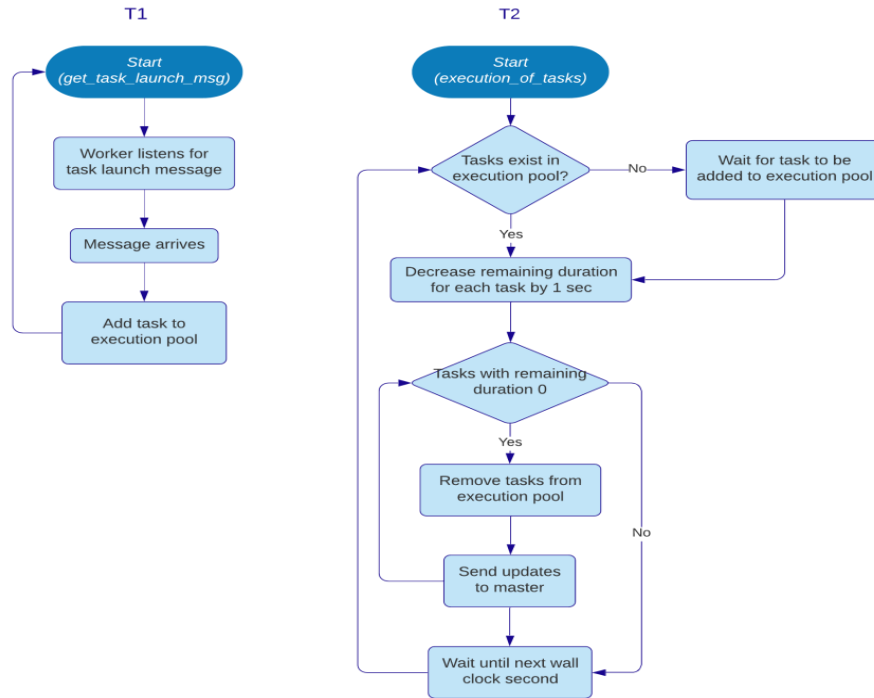 T1
Start
(get_task_launch_msg)
Worker listens for
task launch message
Message arrives
Add task to
execution pool
T2
Start
(execution_of_tasks)
Tasks exist in
execution pool?
No
Wait for task to be
added to execution pool
Yes
Decrease remaining duration
for each task by 1 sec
Tasks with remaining
duration 0
Yes
Remove tasks from
execution pool
No
Send updates
to master
Wait until next wall
clock second